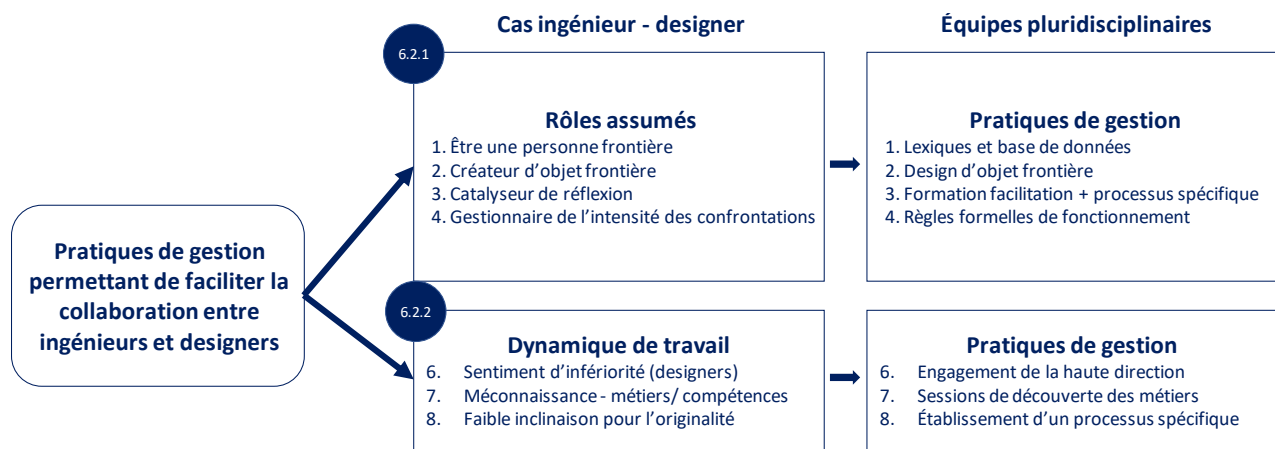 Cas ingénieur - designer
Équipes pluridisciplinaires
6.2.1
Rôles assumés
1. Être une personne frontière
2. Créateur d'objet frontière
3. Catalyseur de réflexion
4. Gestionnaire de l'intensité des confrontations
Pratiques de gestion
1. Lexiques et base de données
2. Design d'objet frontière
3. Formation facilitation + processus spécifique
4. Règles formelles de fonctionnement
Pratiques de gestion
permettant de faciliter la
collaboration entre
ingénieurs et designers
6.2.2
Dynamique de travail
6. Sentiment d'infériorité (designers)
7. Méconnaissance - métiers/ compétences
8. Faible inclinaison pour l'originalité
Pratiques de gestion
6. Engagement de la haute direction
7. Sessions de découverte des métiers
8. Établissement d'un processus spécifique